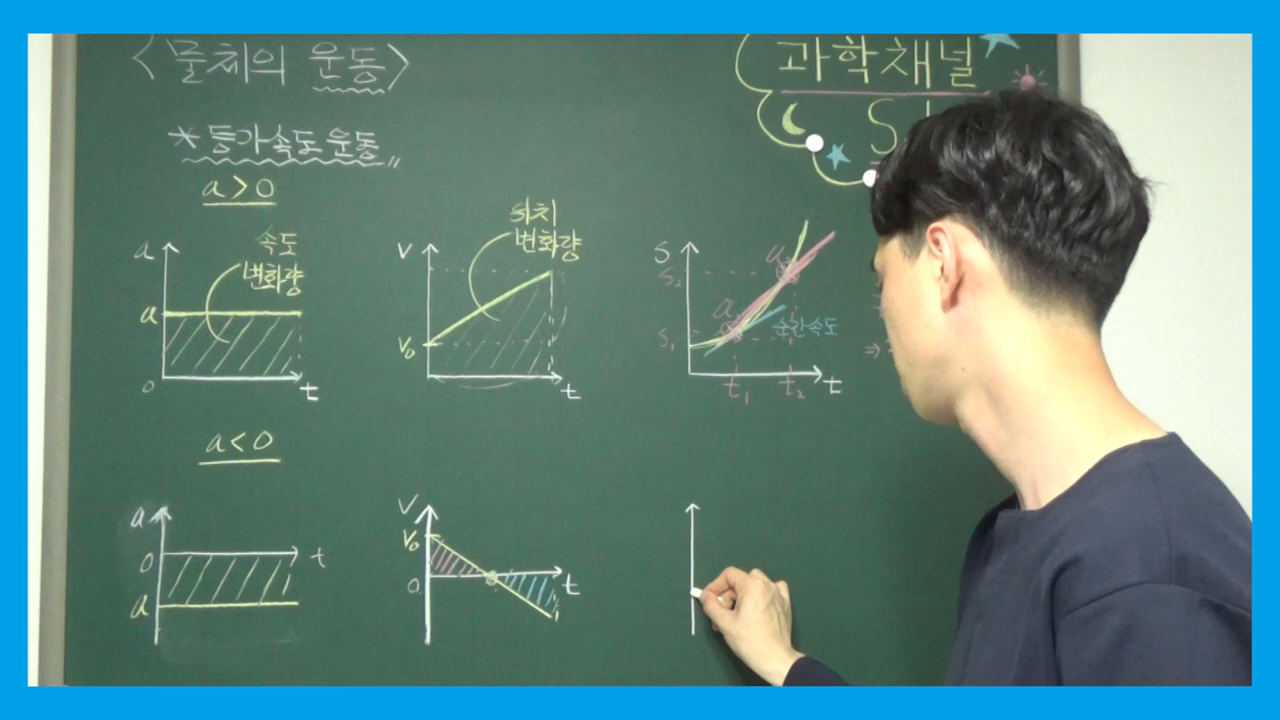 <물체의 운동>
과학채널
S
* 등가속도 운동
a > 0
a
속도
변화량
a
0
t
v
위치
변화량
v₀
t
s
s₂
s₁
a
a
순간속도
t₁
t₂
t
⇒
a < 0
a
0
a
t
v
v₀
0
t